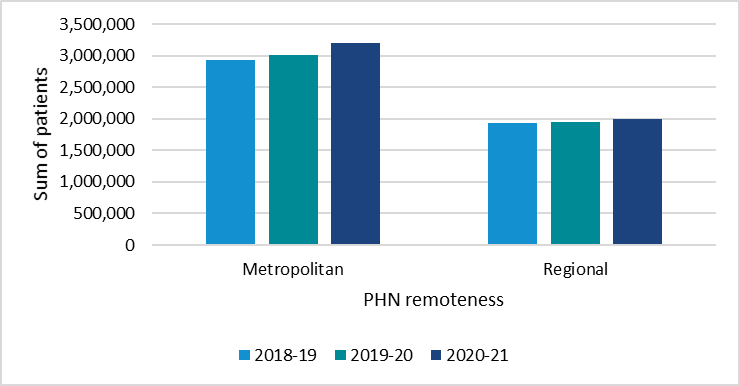 3,500,000
3,000,000
2,500,000
2,000,000
1,500,000
1,000,000
500,000
0
Sum of patients
Metropolitan Regional
PHN remoteness
2018-19 2019-20 2020-21